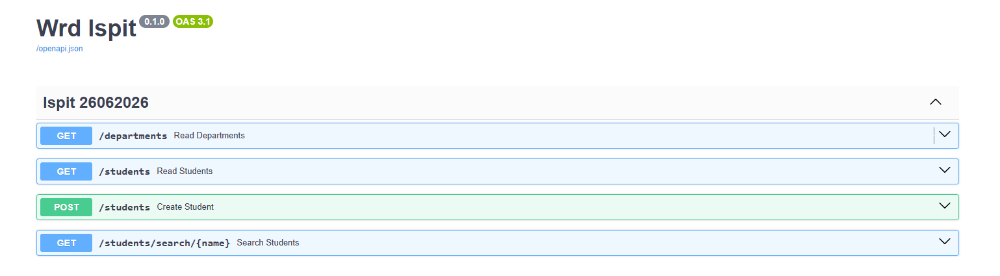 Wrd Ispit 0.1.0 OAS 3.1
/openapi.json
Ispit 26062026
GET /departments Read Departments
GET /students Read Students
POST /students Create Student
GET /students/search/{name} Search Students